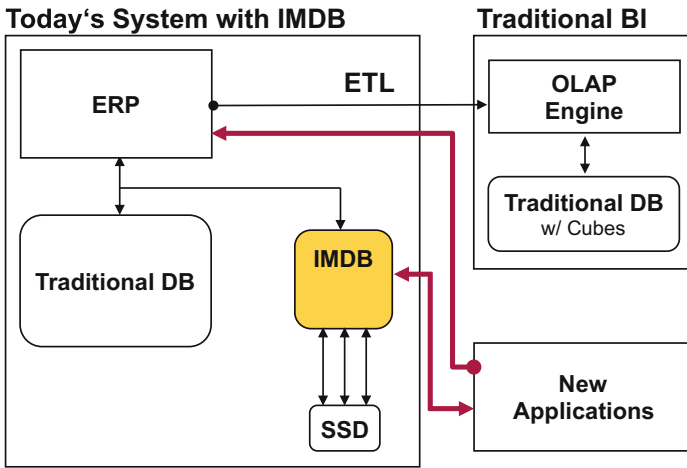 Today‘s System with IMDB
Traditional BI
ERP
ETL
OLAP
Engine
Traditional DB
w/ Cubes
Traditional DB
IMDB
SSD
New
Applications